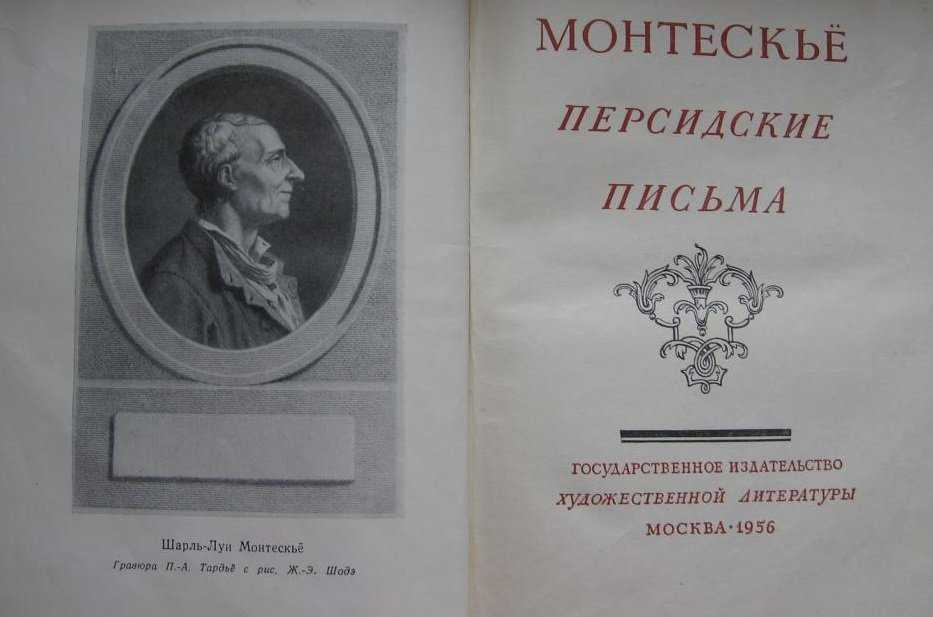 Шарль-Луи Монтескьё
Гравюра П.-А. Тардьё с рис. Ж.-Э. Шодэ
МОНТЕСКЬЁ
ПЕРСИДСКИЕ
ПИСЬМА
ГОСУДАРСТВЕННОЕ ИЗДАТЕЛЬСТВО
ХУДОЖЕСТВЕННОЙ ЛИТЕРАТУРЫ
МОСКВА · 1956